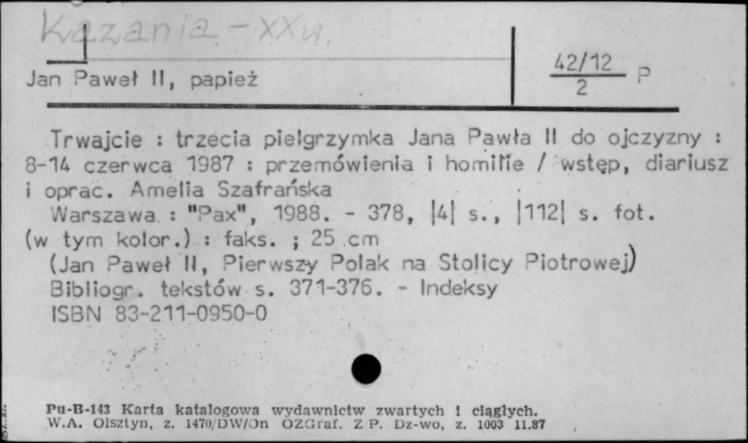 Kazania - XX w.
42/12 P
2
Jan Paweł II, papież
Trwajcie : trzecia pielgrzymka Jana Pawła II do ojczyzny :
8-14 czerwca 1987 : przemówienia i homilie / wstęp, diariusz
i oprac. Amelia Szafrańska
Warszawa : "Pax", 1988. - 378, |4| s., |112| s. fot.
(w tym kolor.) : faks. ; 25 cm
(Jan Paweł II, Pierwszy Polak na Stolicy Piotrowej)
Bibliogr. tekstów s. 371-376. - Indeksy
ISBN 83-211-0950-0
Pu-B-143 Karta katalogowa wydawnictw zwartych i ciągłych.
W.A. Olsztyn, z. 1470/DW/On OZGraf. Z P. Dz-wo, z. 1003 11.87